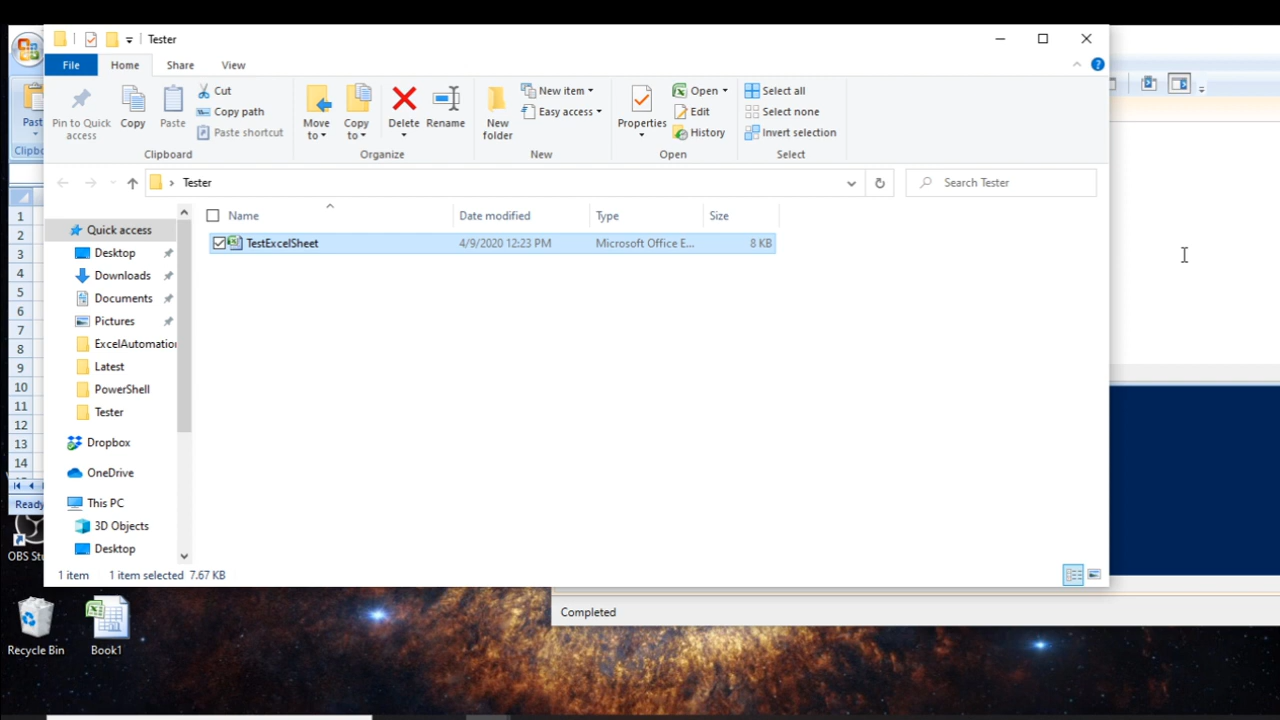 Tester
File Home Share View
Pin to Quick access
Copy
Paste
Cut
Copy path
Paste shortcut
Clipboard
Move to
Copy to
Delete
Rename
Organize
New folder
New item
Easy access
New
Properties
Open
Edit
History
Open
Select all
Select none
Invert selection
Select
Tester
Search Tester
Name Date modified Type Size
TestExcelSheet 4/9/2020 12:23 PM Microsoft Office E... 8 KB
Quick access
Desktop
Downloads
Documents
Pictures
ExcelAutomation
Latest
PowerShell
Tester
Dropbox
OneDrive
This PC
3D Objects
Desktop
1 item 1 item selected 7.67 KB
Past
Clipb
1
2
3
4
5
6
7
8
9
10
11
12
13
14
Ready
OBS Stu
Recycle Bin
Book1
Completed